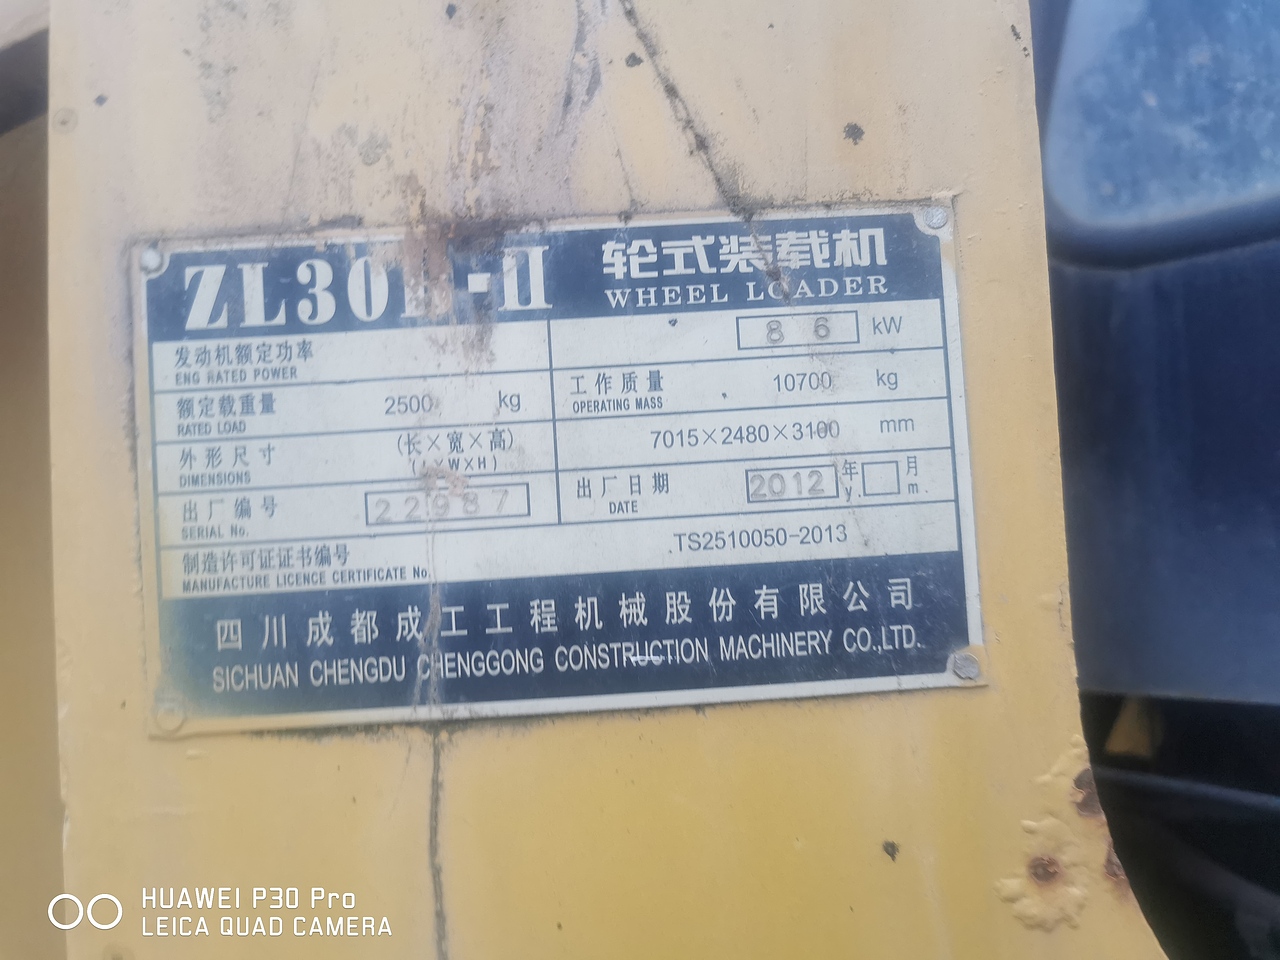 ZL30 -II 轮式装载机
WHEEL LOADER
发动机额定功率 86 kW
ENG RATED POWER
额定载重量 2500 kg 工作质量 10700 kg
RATED LOAD OPERATING MASS
外形尺寸 (长×宽×高) 7015×2480×3100 mm
DIMENSIONS (L×W×H)
出厂编号 22987 出厂日期 2012 年 月
SERIAL No. DATE y. m.
制造许可证证书编号 TS2510050-2013
MANUFACTURE LICENCE CERTIFICATE No.
四川成都成工工程机械股份有限公司
SICHUAN CHENGDU CHENGGONG CONSTRUCTION MACHINERY CO.,LTD.
HUAWEI P30 Pro
LEICA QUAD CAMERA